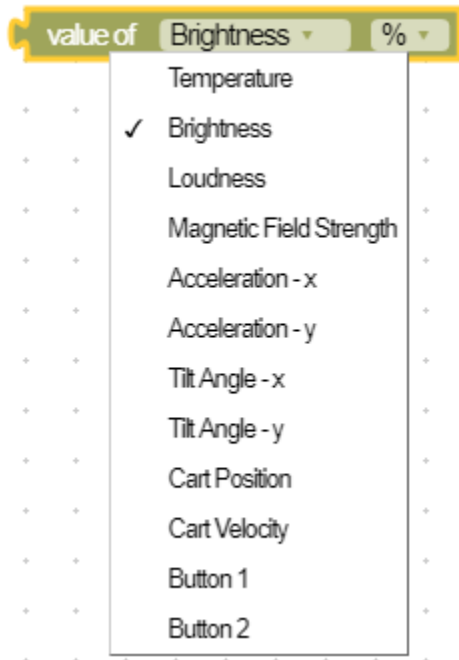 value of Brightness %
Temperature
✓ Brightness
Loudness
Magnetic Field Strength
Acceleration - x
Acceleration - y
Tilt Angle - x
Tilt Angle - y
Cart Position
Cart Velocity
Button 1
Button 2